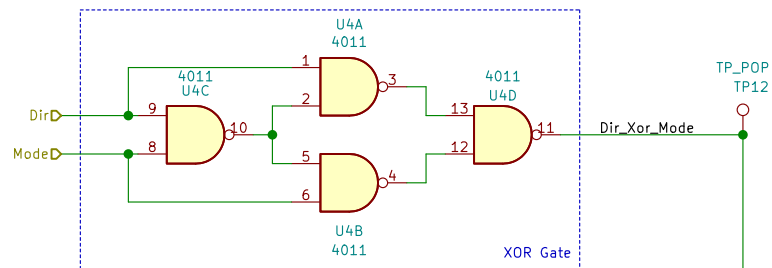 U4A
4011
1
2
3
4011
U4C
9
8
10
Dir
Mode
4011
U4D
13
12
11
Dir_Xor_Mode
TP_POP
TP12
5
6
4
U4B
4011
XOR Gate